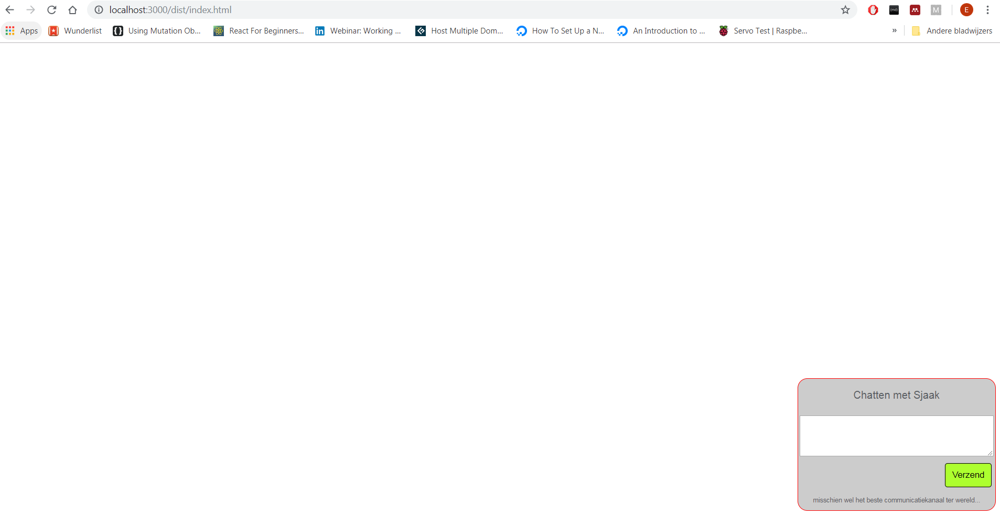 localhost:3000/dist/index.html
{md}
M
E
Apps Wunderlist {} Using Mutation Ob... React For Beginners... in Webinar: Working ... Host Multiple Dom... How To Set Up a N... An Introduction to ... Servo Test | Raspbe... » Andere bladwijzers
Chatten met Sjaak
Verzend
misschien wel het beste communicatiekanaal ter wereld...